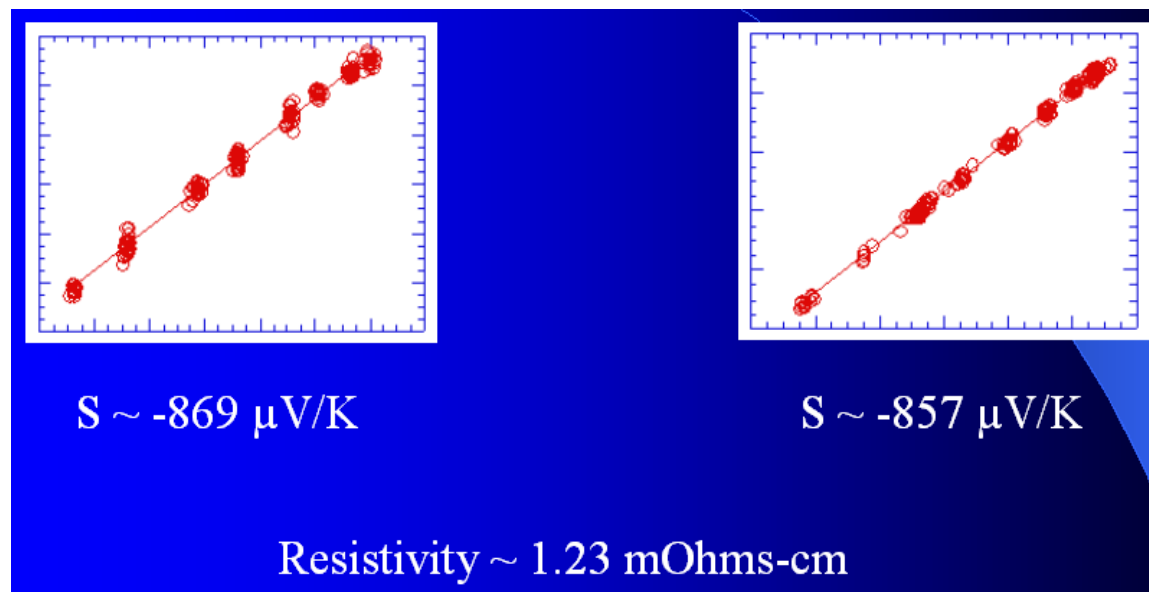 S ~ -869 µV/K
S ~ -857 µV/K
Resistivity ~ 1.23 mOhms-cm